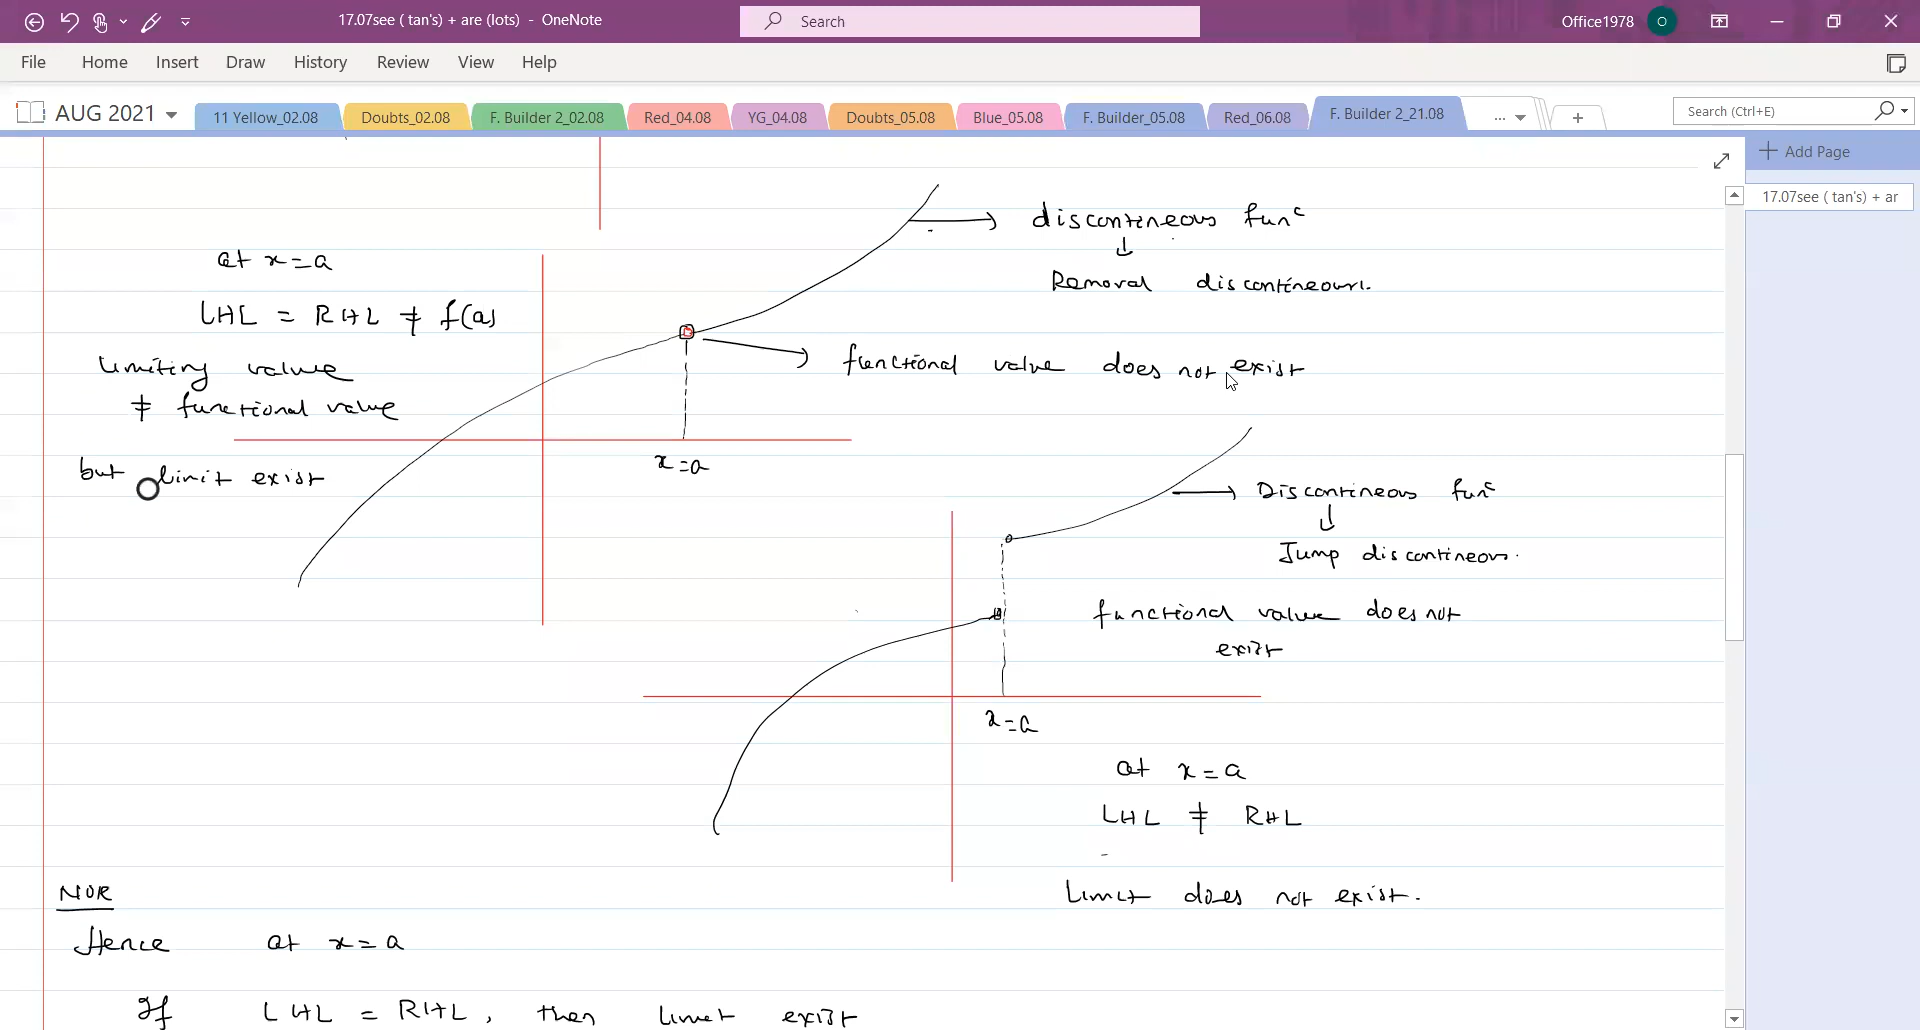 17.07see ( tan's) + are (lots) - OneNote
Search
Office1978
O
File Home Insert Draw History Review View Help
AUG 2021
11 Yellow_02.08
Doubts_02.08
F. Builder 2_02.08
Red_04.08
YG_04.08
Doubts_05.08
Blue_05.08
F. Builder_05.08
Red_06.08
F. Builder 2_21.08
...
Search (Ctrl+E)
Add Page
17.07see ( tan's) + ar
discontineous func
↓
Removal discontineous.
at x=a
LHL = RHL ≠ f(a)
limiting value
≠ functional value
but limit exist
functional value does not exist
x=a
Discontineous func
↓
Jump discontineous.
functional value does not
exist
x=a
at x=a
LHL ≠ RHL
Limit does not exist.
NOR
Hence at x=a
If LHL = RHL, then limit exist